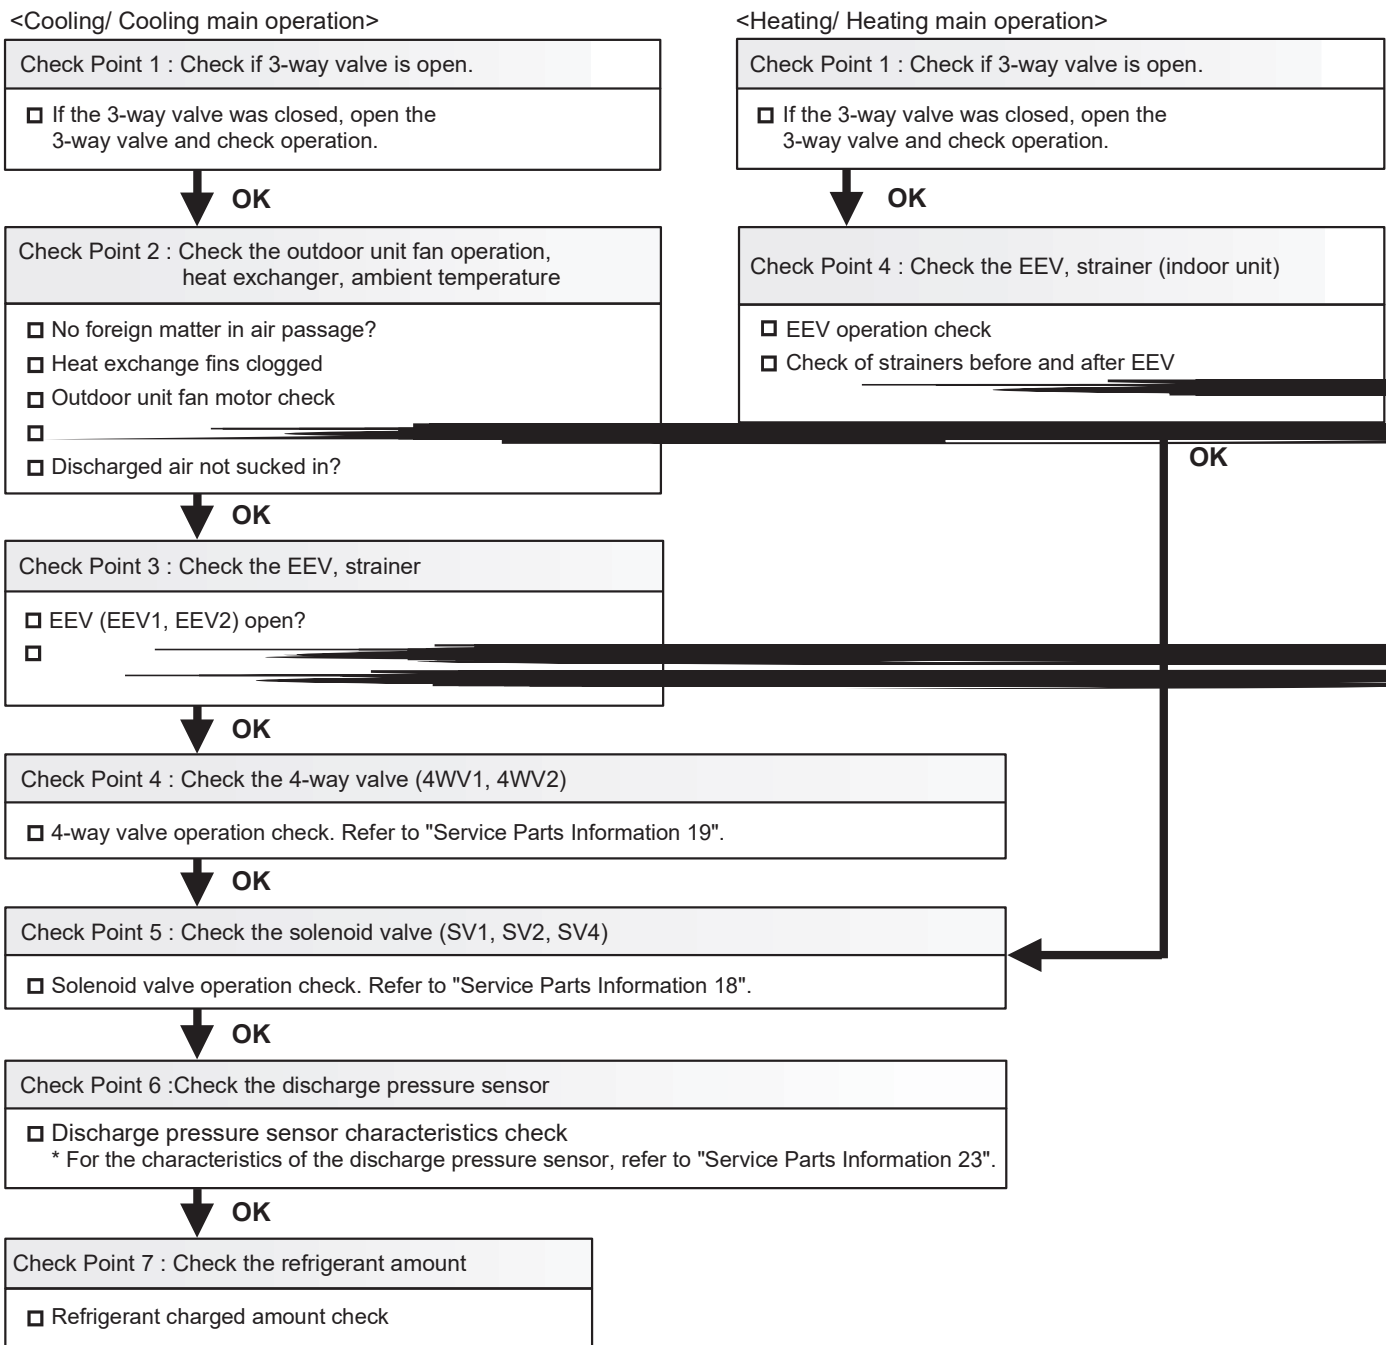 <Cooling/ Cooling main operation>
Check Point 1 : Check if 3-way valve is open.
If the 3-way valve was closed, open the
3-way valve and check operation.
OK
Check Point 2 : Check the outdoor unit fan operation,
heat exchanger, ambient temperature
No foreign matter in air passage?
Heat exchange fins clogged
Outdoor unit fan motor check
Discharged air not sucked in?
OK
Check Point 3 : Check the EEV, strainer
EEV (EEV1, EEV2) open?
OK
Check Point 4 : Check the 4-way valve (4WV1, 4WV2)
4-way valve operation check. Refer to "Service Parts Information 19".
OK
Check Point 5 : Check the solenoid valve (SV1, SV2, SV4)
Solenoid valve operation check. Refer to "Service Parts Information 18".
OK
Check Point 6 :Check the discharge pressure sensor
Discharge pressure sensor characteristics check
* For the characteristics of the discharge pressure sensor, refer to "Service Parts Information 23".
OK
Check Point 7 : Check the refrigerant amount
Refrigerant charged amount check
<Heating/ Heating main operation>
Check Point 1 : Check if 3-way valve is open.
If the 3-way valve was closed, open the
3-way valve and check operation.
OK
Check Point 4 : Check the EEV, strainer (indoor unit)
EEV operation check
Check of strainers before and after EEV
OK